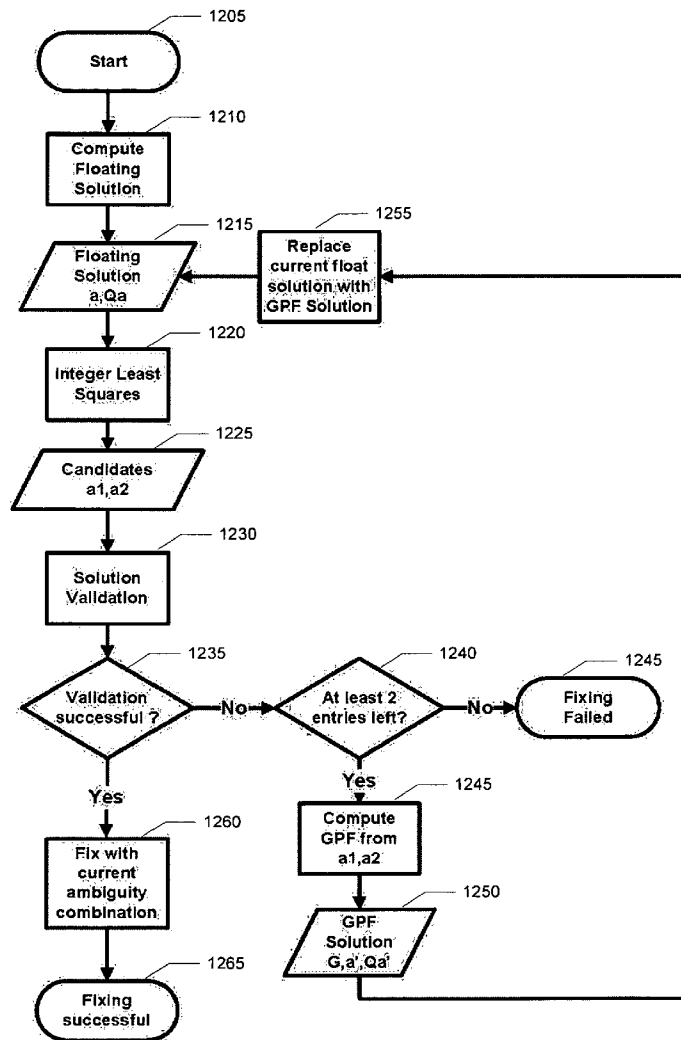 1205
Start
1210
Compute
Floating
Solution
1215
Floating
Solution
a,Qa
1255
Replace
current float
solution with
GPF Solution
1220
Integer Least
Squares
1225
Candidates
a1,a2
1230
Solution
Validation
1235
Validation
successful ?
No
1240
At least 2
entries left?
No
1245
Fixing
Failed
Yes
1260
Fix with
current
ambiguity
combination
1265
Fixing
successful
Yes
1245
Compute
GPF from
a1,a2
1250
GPF
Solution
G,a',Qa'